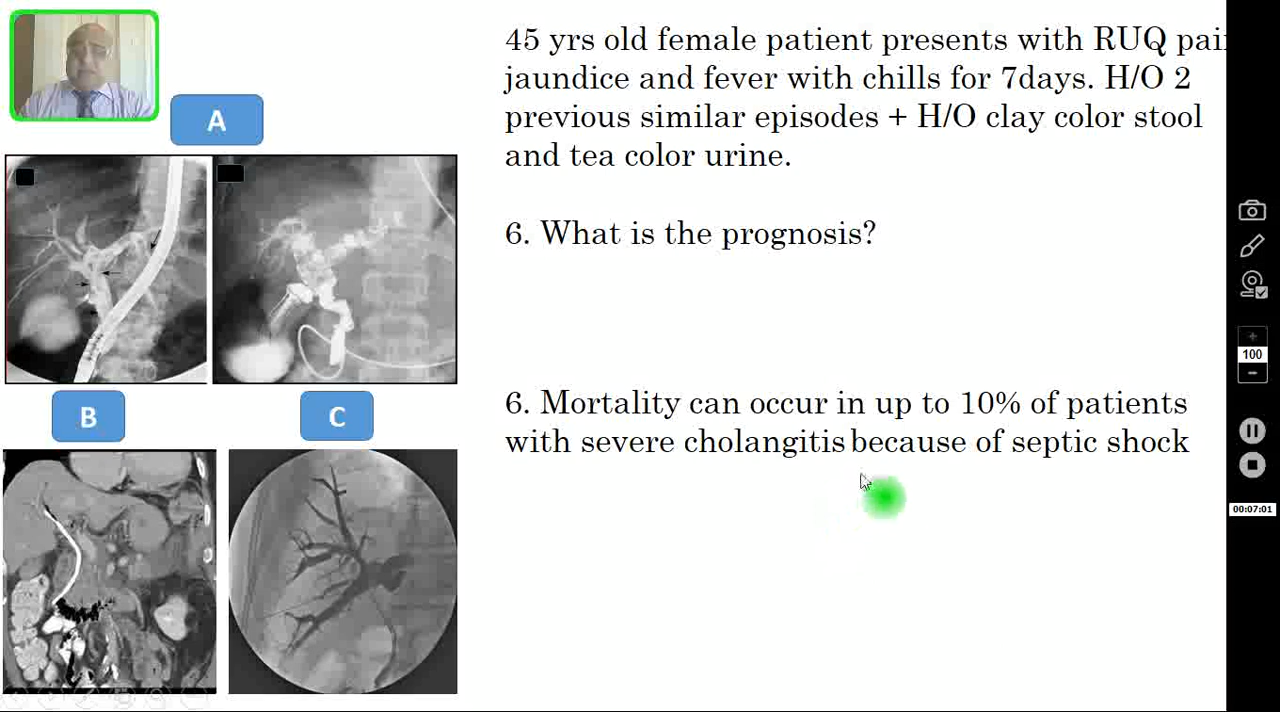 45 yrs old female patient presents with RUQ pai
jaundice and fever with chills for 7days. H/O 2
previous similar episodes + H/O clay color stool
and tea color urine.
6. What is the prognosis?
6. Mortality can occur in up to 10% of patients
with severe cholangitis because of septic shock
A
B
C
100
00:07:01